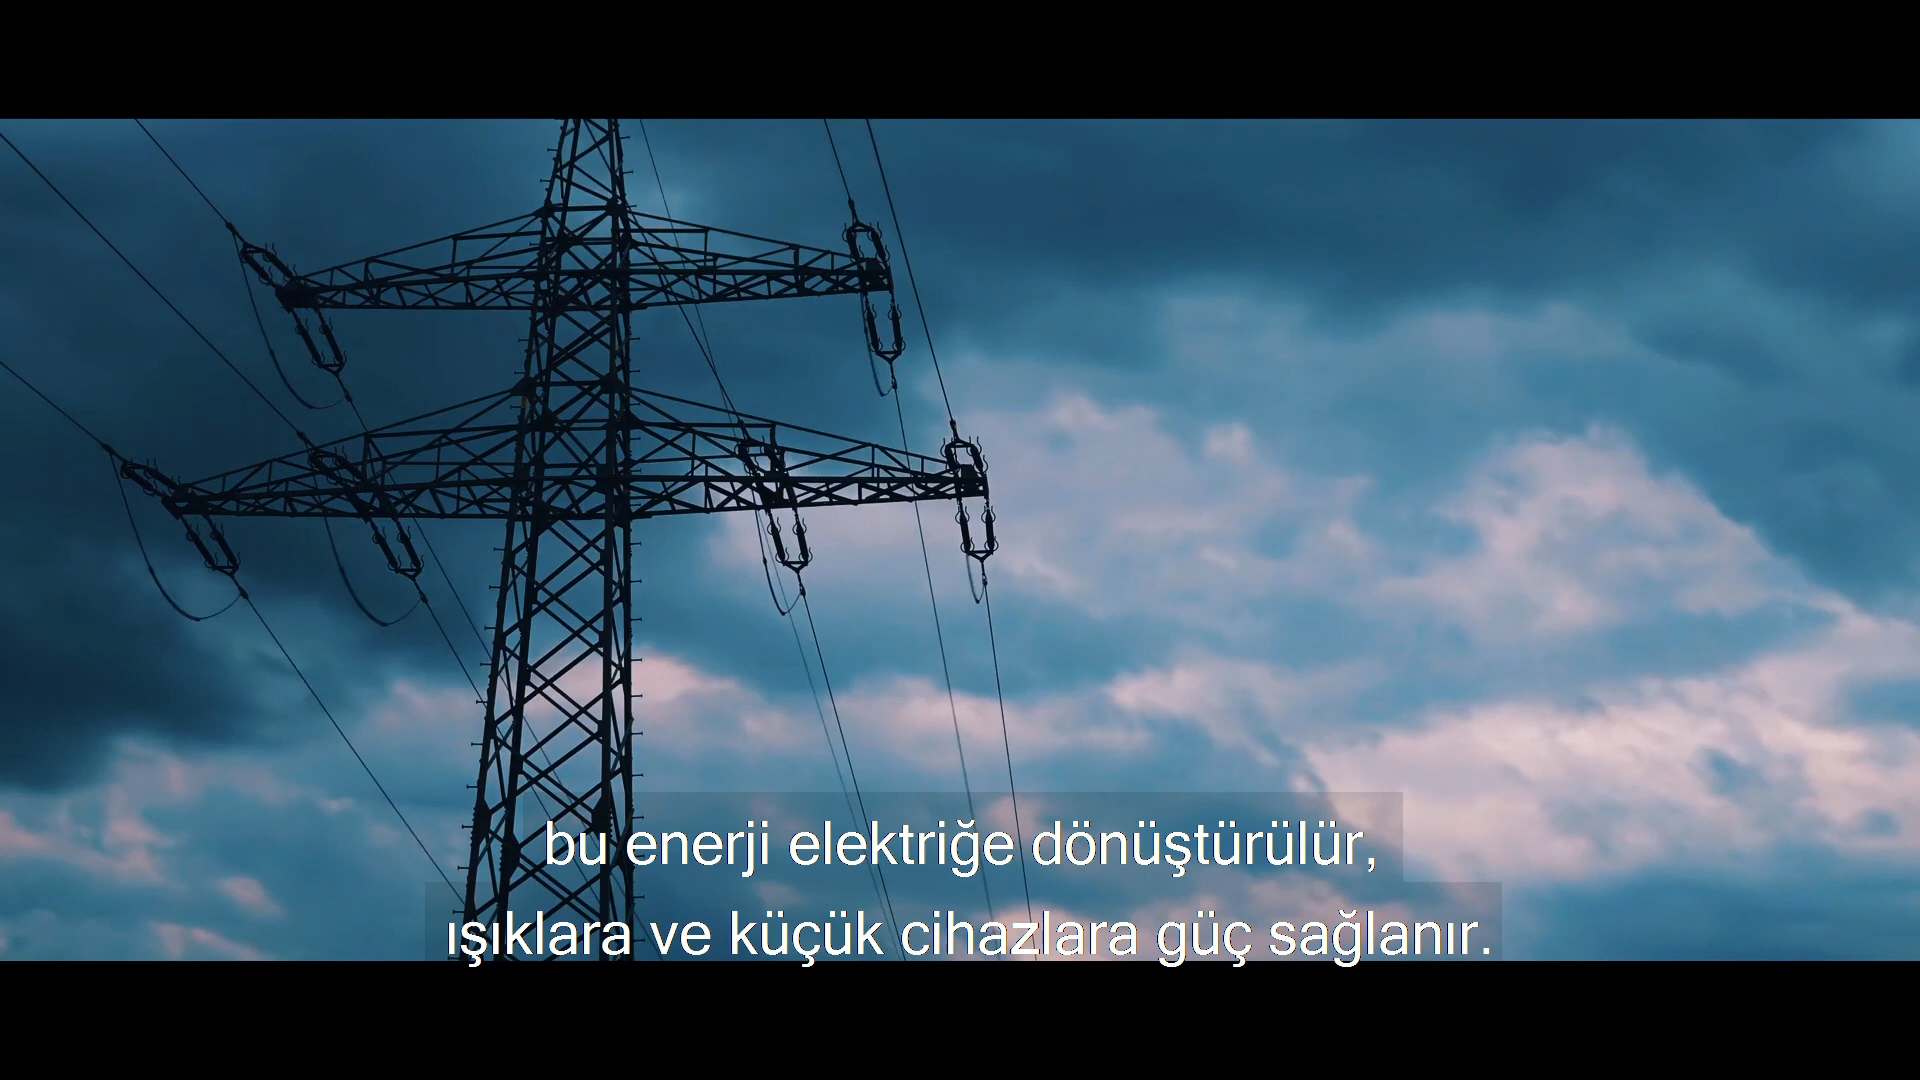 bu enerji elektriğe dönüştürülür,
ışıklara ve küçük cihazlara güç sağlanır.